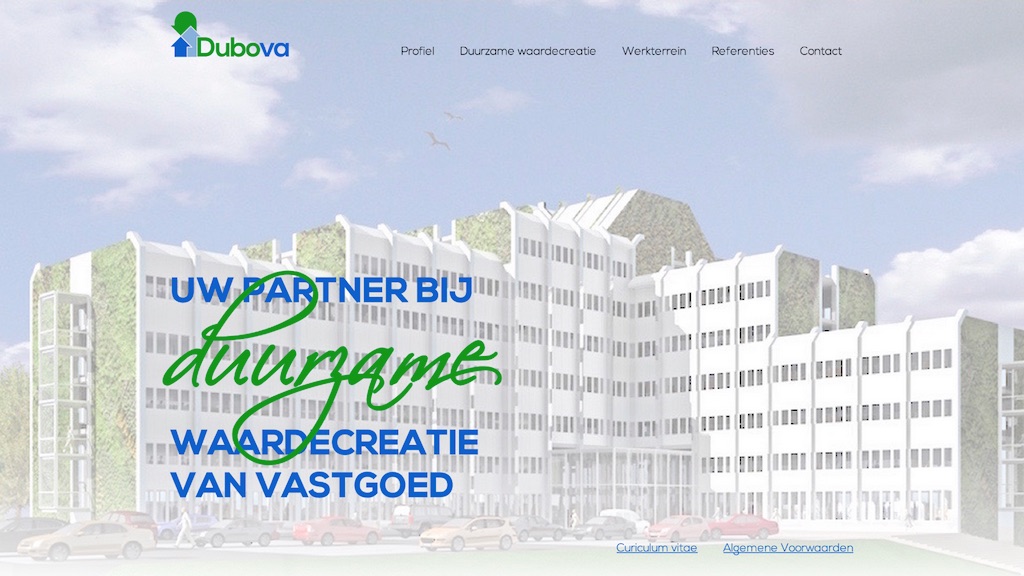 Dubova
Profiel Duurzame waardecreatie Werkterrein Referenties Contact
UW PARTNER BIJ
duurzame
WAARDECREATIE
VAN VASTGOED
Curiculum vitae Algemene Voorwaarden